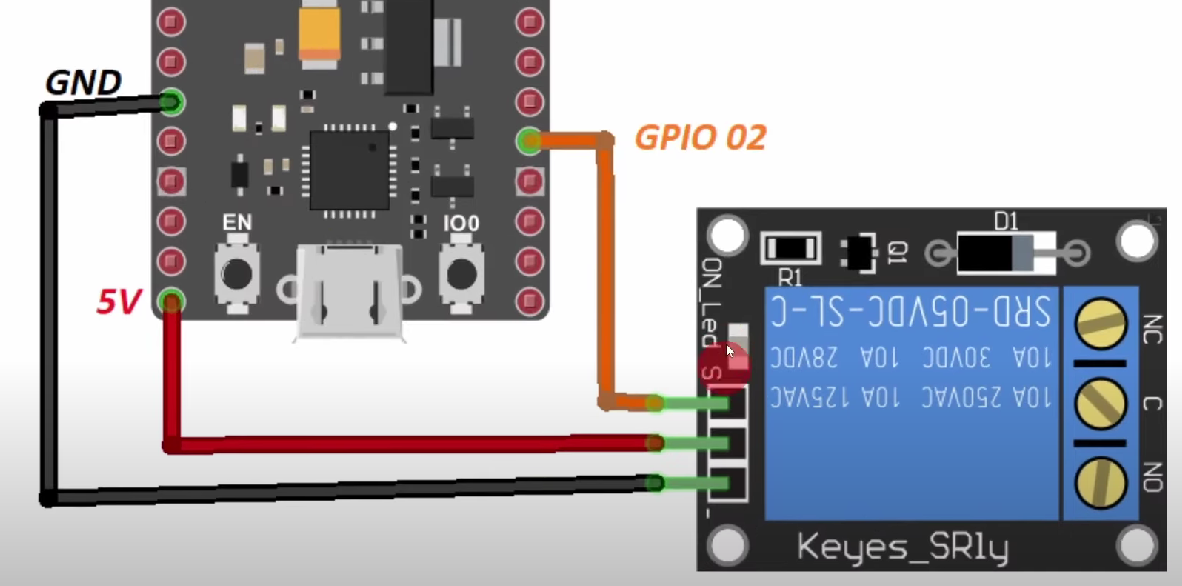 GND
GPIO 02
EN
IO0
5V
D1
Q1
R1
ON_Led
S
SRD-05VDC-SL-C
10A 30VDC 10A 28VDC
10A 250VAC 10A 125VAC
NC
C
NO
-
Keyes_SRly